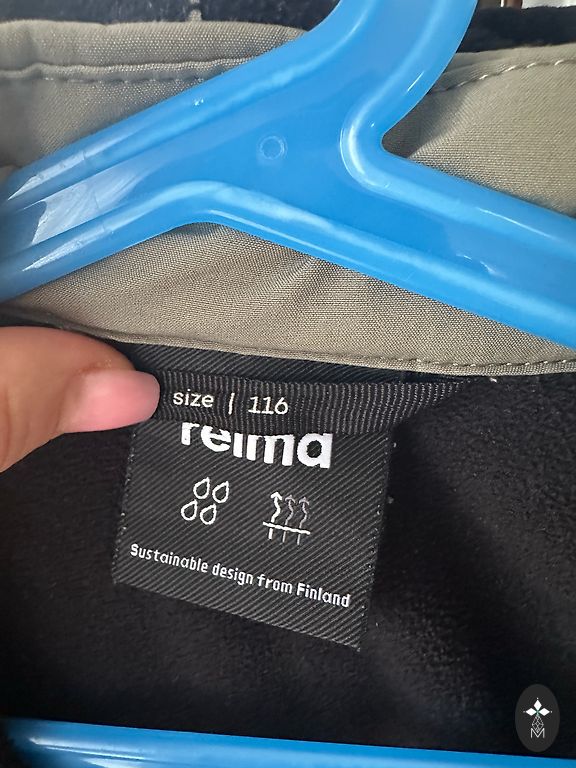 size | 116
reima
Sustainable design from Finland